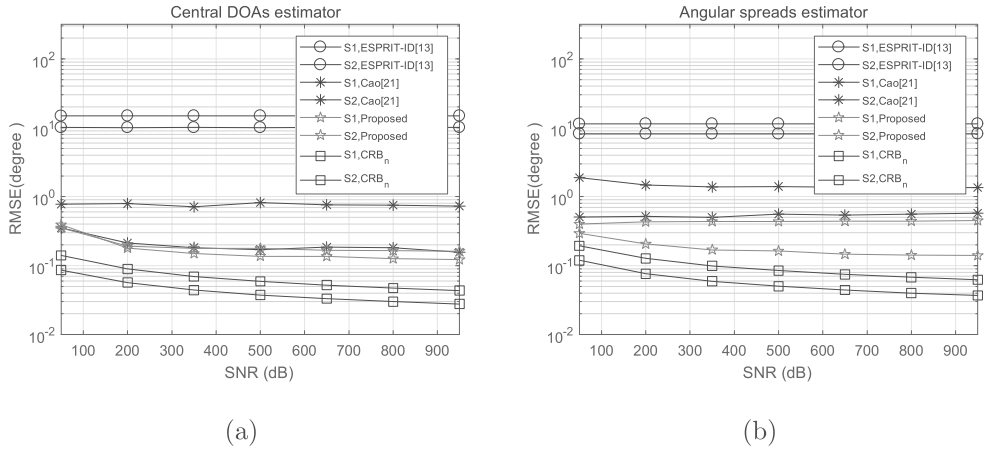 Central DOAs estimator
S1,ESPRIT-ID[13]
S2,ESPRIT-ID[13]
S1,Cao[21]
S2,Cao[21]
S1,Proposed
S2,Proposed
S1,CRBn
S2,CRBn
RMSE(degree )
10^2
10^1
10^0
10^-1
10^-2
100 200 300 400 500 600 700 800 900
SNR (dB)
(a)
Angular spreads estimator
S1,ESPRIT-ID[13]
S2,ESPRIT-ID[13]
S1,Cao[21]
S2,Cao[21]
S1,Proposed
S2,Proposed
S1,CRBn
S2,CRBn
RMSE(degree )
10^2
10^1
10^0
10^-1
10^-2
100 200 300 400 500 600 700 800 900
SNR (dB)
(b)